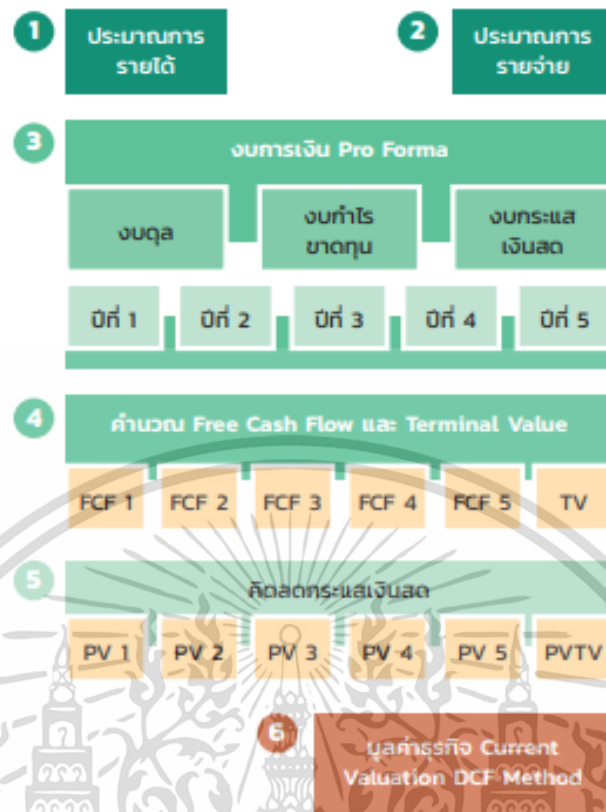 1
ประมาณการ
รายได้
2
ประมาณการ
รายจ่าย
3
งบการเงิน Pro Forma
งบดุล
งบกำไร
ขาดทุน
งบกระแส
เงินสด
ปีที่ 1
ปีที่ 2
ปีที่ 3
ปีที่ 4
ปีที่ 5
4
คำนวณ Free Cash Flow และ Terminal Value
FCF 1
FCF 2
FCF 3
FCF 4
FCF 5
TV
5
คิดลดกระแสเงินสด
PV 1
PV 2
PV 3
PV 4
PV 5
PVTV
6
มูลค่าธุรกิจ Current
Valuation DCF Method